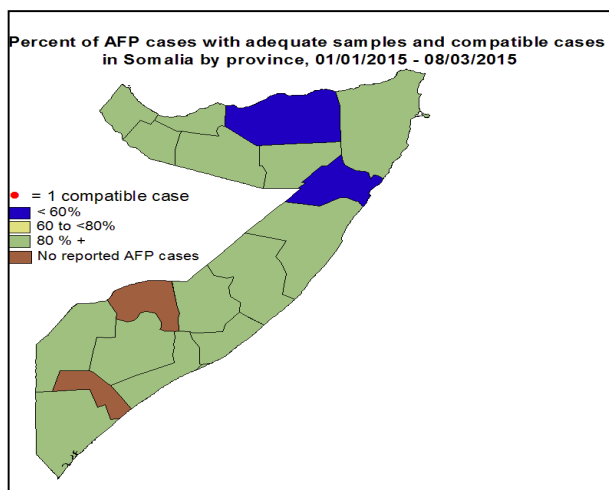 Percent of AFP cases with adequate samples and compatible cases
in Somalia by province, 01/01/2015 - 08/03/2015
= 1 compatible case
< 60%
60 to <80%
80 % +
No reported AFP cases